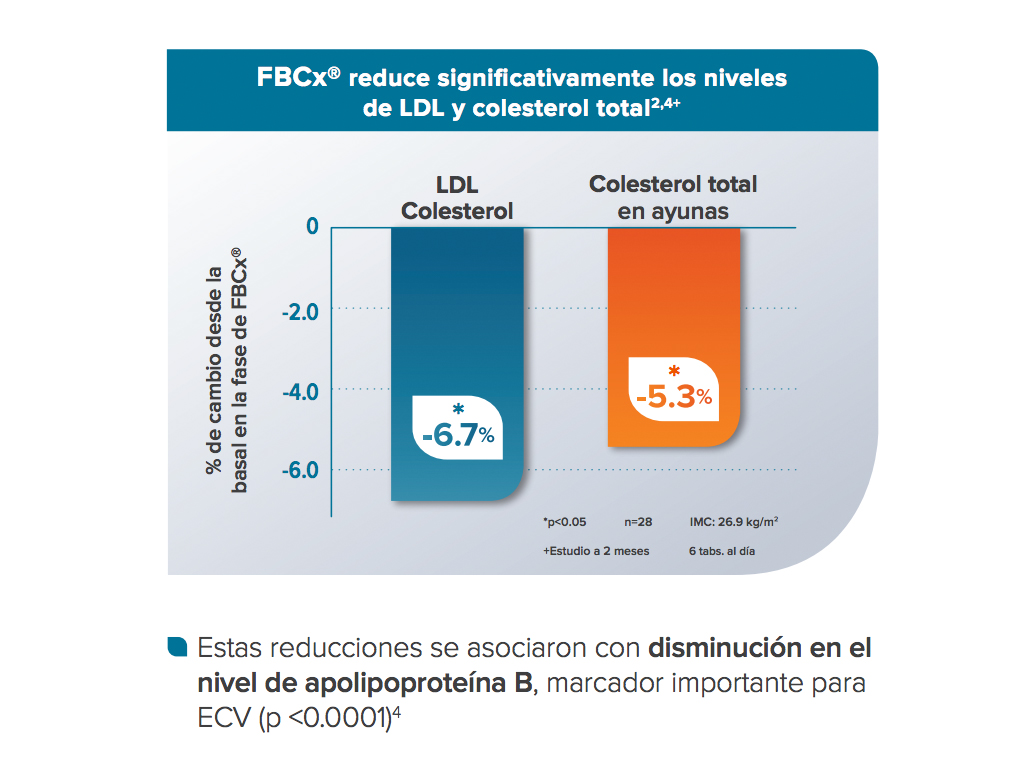 FBCx® reduce significativamente los niveles
de LDL y colesterol total2,4+
LDL
Colesterol
Colesterol total
en ayunas
% de cambio desde la
basal en la fase de FBCx®
0
-2.0
-4.0
-6.0
*
-6.7%
*
-5.3%
*p<0.05 n=28 IMC: 26.9 kg/m²
+Estudio a 2 meses 6 tabs. al día
Estas reducciones se asociaron con disminución en el
nivel de apolipoproteína B, marcador importante para
ECV (p <0.0001)4